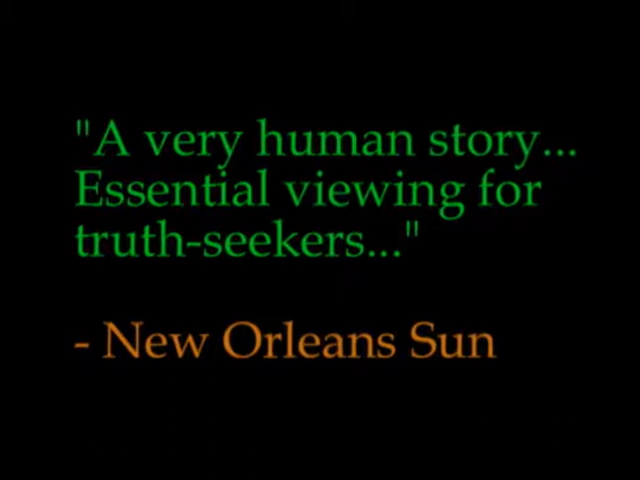 "A very human story...
Essential viewing for
truth-seekers..."
- New Orleans Sun